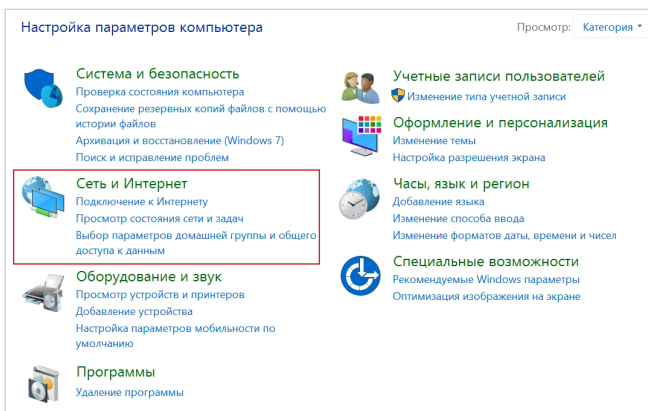 Настройка параметров компьютера
Просмотр: Категория
Система и безопасность
Проверка состояния компьютера
Сохранение резервных копий файлов с помощью
истории файлов
Архивация и восстановление (Windows 7)
Поиск и исправление проблем
Сеть и Интернет
Подключение к Интернету
Просмотр состояния сети и задач
Выбор параметров домашней группы и общего
доступа к данным
Оборудование и звук
Просмотр устройств и принтеров
Добавление устройства
Настройка параметров мобильности по
умолчанию
Программы
Удаление программы
Учетные записи пользователей
Изменение типа учетной записи
Оформление и персонализация
Изменение темы
Настройка разрешения экрана
Часы, язык и регион
Добавление языка
Изменение способа ввода
Изменение форматов даты, времени и чисел
Специальные возможности
Рекомендуемые Windows параметры
Оптимизация изображения на экране